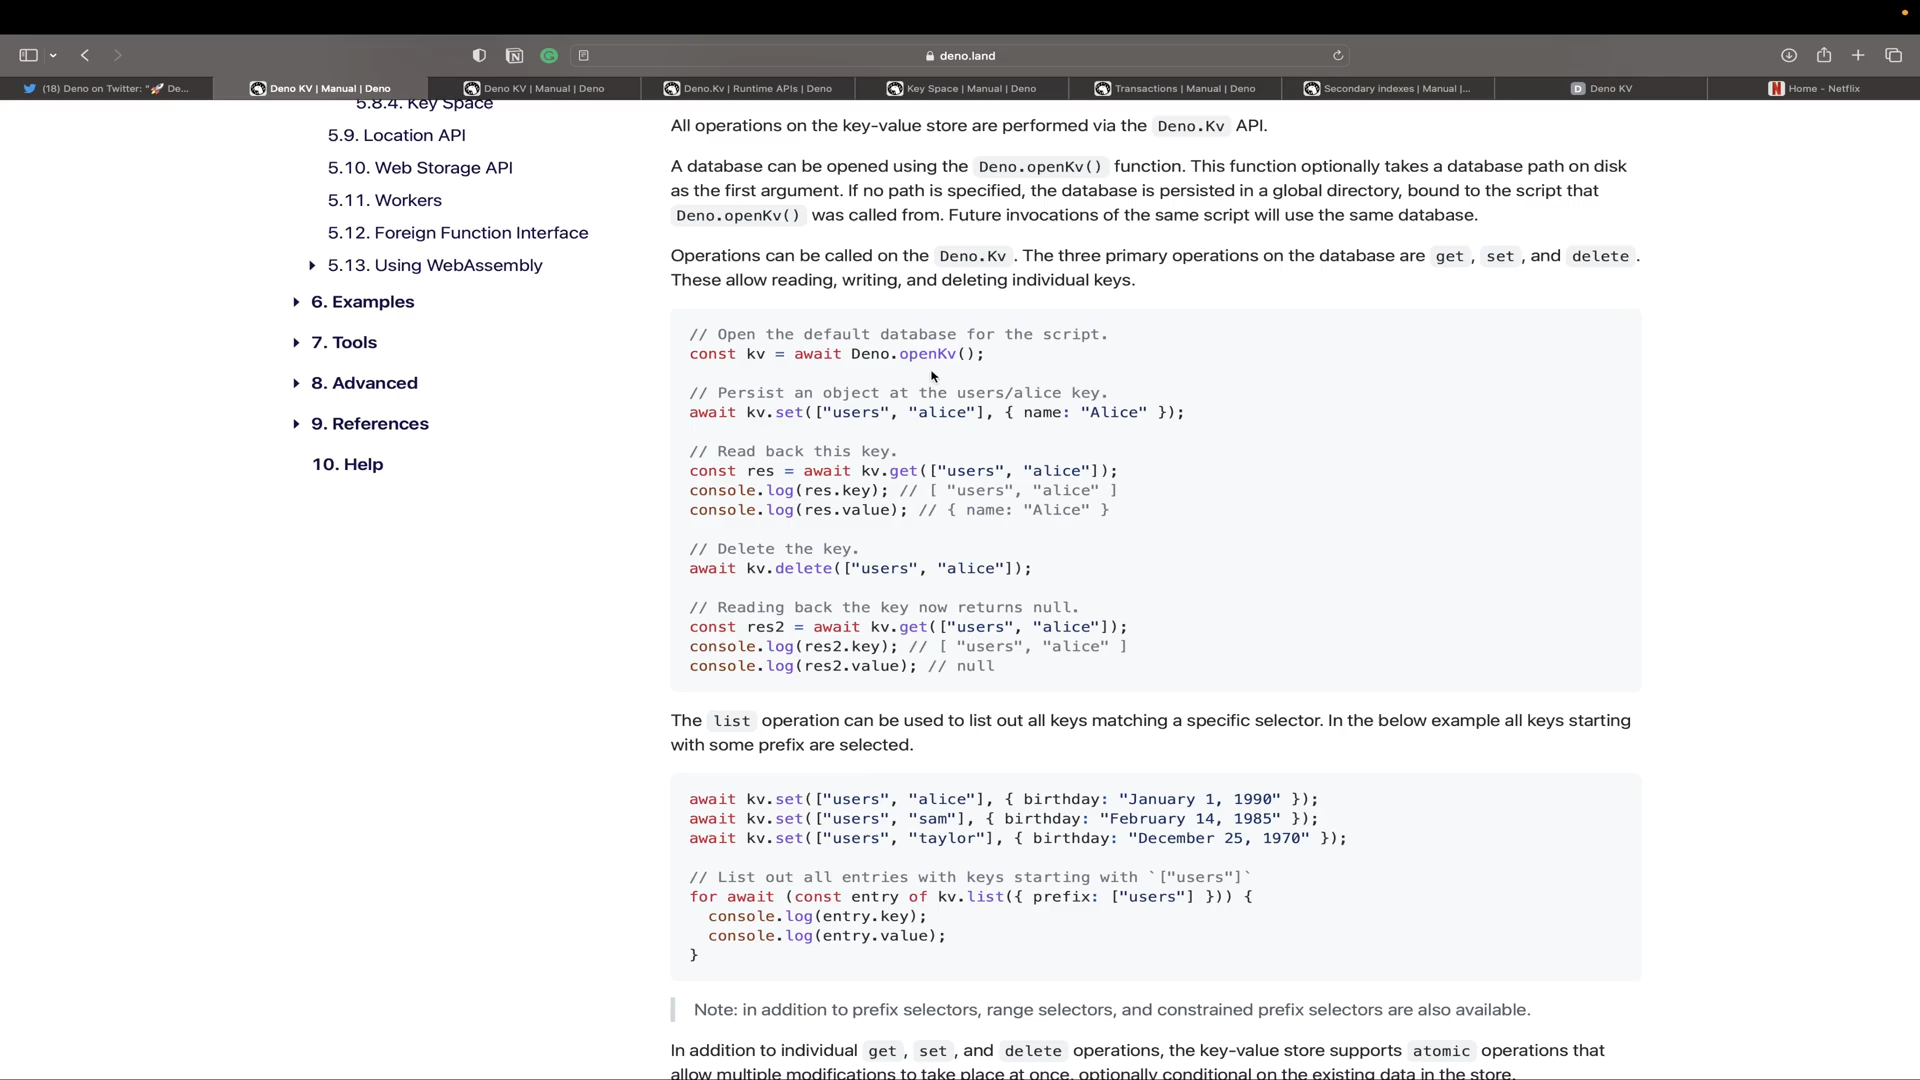 deno.land
(18) Deno on Twitter: "🚀 De...
Deno KV | Manual | Deno
Deno KV | Manual | Deno
Deno.Kv | Runtime APIs | Deno
Key Space | Manual | Deno
Transactions | Manual | Deno
Secondary indexes | Manual |...
Deno KV
Home - Netflix
5.8.4. Key Space
5.9. Location API
5.10. Web Storage API
5.11. Workers
5.12. Foreign Function Interface
5.13. Using WebAssembly
6. Examples
7. Tools
8. Advanced
9. References
10. Help
All operations on the key-value store are performed via the Deno.Kv API.
A database can be opened using the Deno.openKv() function. This function optionally takes a database path on disk
as the first argument. If no path is specified, the database is persisted in a global directory, bound to the script that
Deno.openKv() was called from. Future invocations of the same script will use the same database.
Operations can be called on the Deno.Kv. The three primary operations on the database are get, set, and delete.
These allow reading, writing, and deleting individual keys.
// Open the default database for the script.
const kv = await Deno.openKv();
// Persist an object at the users/alice key.
await kv.set(["users", "alice"], { name: "Alice" });
// Read back this key.
const res = await kv.get(["users", "alice"]);
console.log(res.key); // [ "users", "alice" ]
console.log(res.value); // { name: "Alice" }
// Delete the key.
await kv.delete(["users", "alice"]);
// Reading back the key now returns null.
const res2 = await kv.get(["users", "alice"]);
console.log(res2.key); // [ "users", "alice" ]
console.log(res2.value); // null
The list operation can be used to list out all keys matching a specific selector. In the below example all keys starting
with some prefix are selected.
await kv.set(["users", "alice"], { birthday: "January 1, 1990" });
await kv.set(["users", "sam"], { birthday: "February 14, 1985" });
await kv.set(["users", "taylor"], { birthday: "December 25, 1970" });
// List out all entries with keys starting with `["users"]`
for await (const entry of kv.list({ prefix: ["users"] })) {
  console.log(entry.key);
  console.log(entry.value);
}
Note: in addition to prefix selectors, range selectors, and constrained prefix selectors are also available.
In addition to individual get, set, and delete operations, the key-value store supports atomic operations that
allow multiple modifications to take place at once, optionally conditional on the existing data in the store.